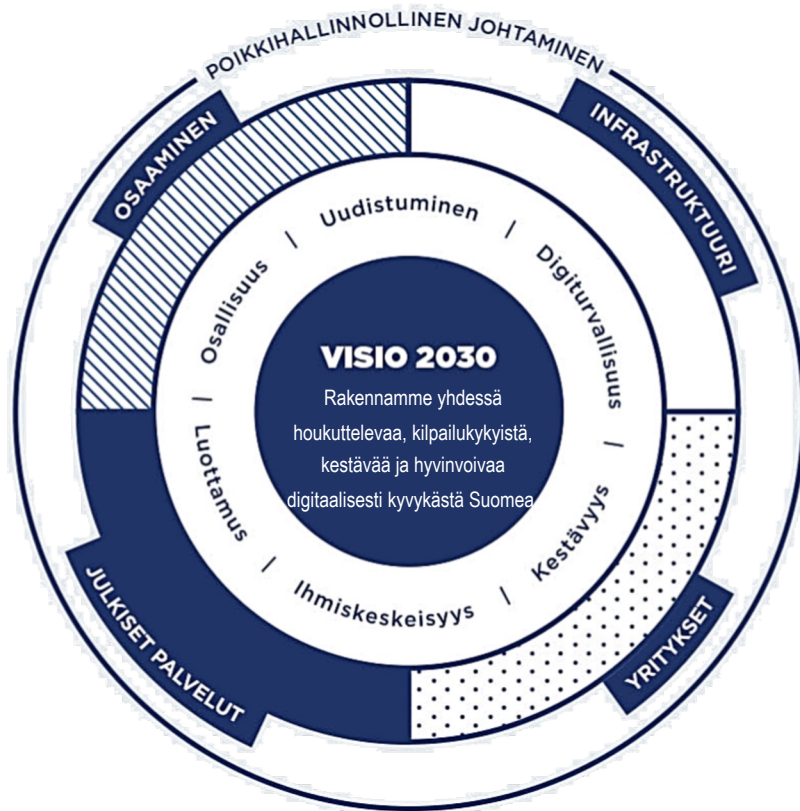 POIKKIHALLINNOLLINEN JOHTAMINEN
OSAAMINEN
INFRASTRUKTUURI
Uudistuminen
|
Digiturvallisuus
|
Kestävyys
|
Ihmiskeskeisyys
|
Luottamus
|
Osallisuus
|
VISIO 2030
Rakennamme yhdessä
houkuttelevaa, kilpailukykyistä,
kestävää ja hyvinvoivaa
digitaalisesti kyvykästä Suomea
JULKISET PALVELUT
YRITYKSET